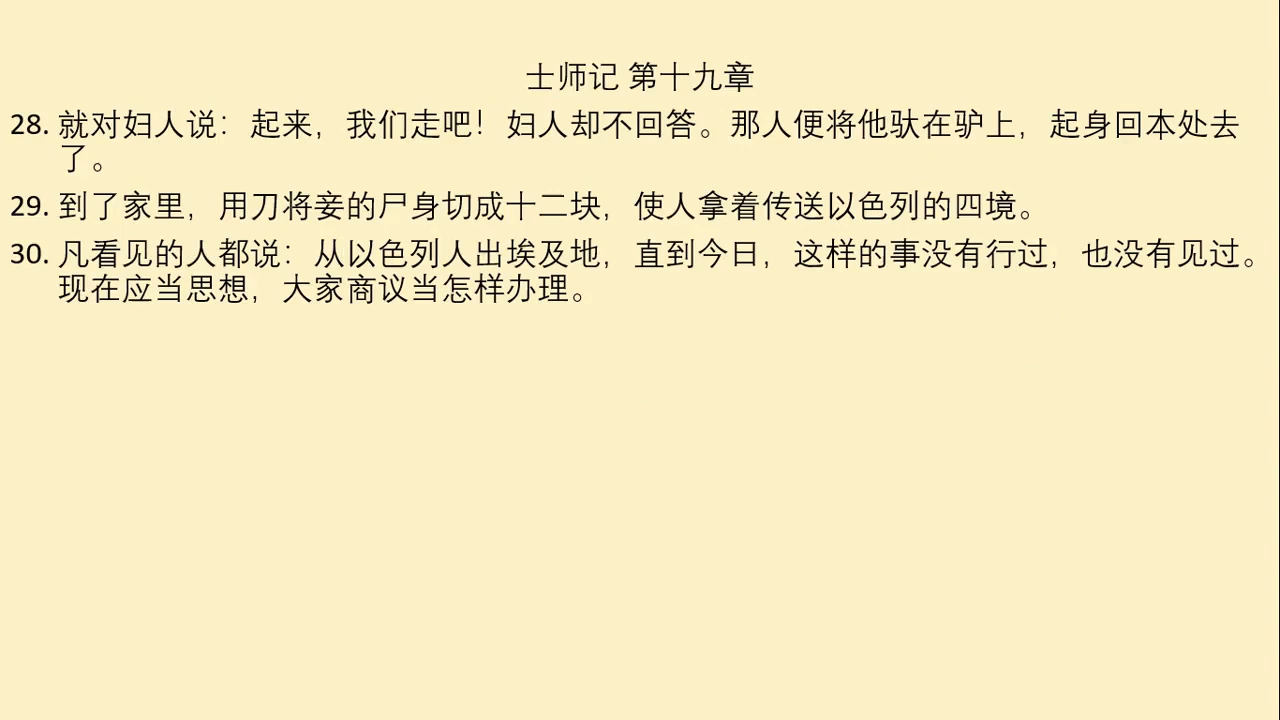 士师记 第十九章
28. 就对妇人说：起来，我们走吧！妇人却不回答。那人便将他驮在驴上，起身回本处去
了。
29. 到了家里，用刀将妾的尸身切成十二块，使人拿着传送以色列的四境。
30. 凡看见的人都说：从以色列人出埃及地，直到今日，这样的事没有行过，也没有见过。
现在应当思想，大家商议当怎样办理。